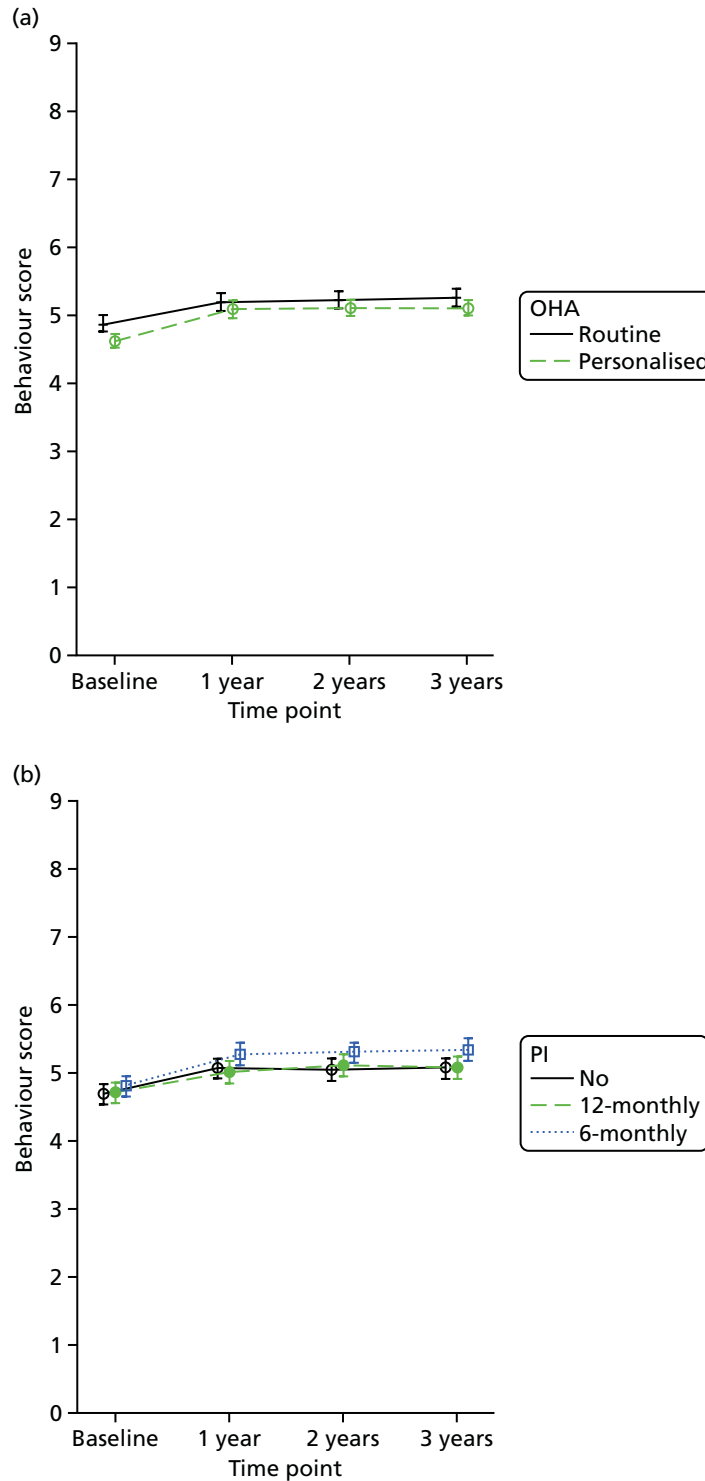 (a)
9
8
7
6
5
4
3
2
1
0
Behaviour score
Baseline 1 year 2 years 3 years
Time point
OHA
Routine
Personalised
(b)
9
8
7
6
5
4
3
2
1
0
Behaviour score
Baseline 1 year 2 years 3 years
Time point
PI
No
12-monthly
6-monthly